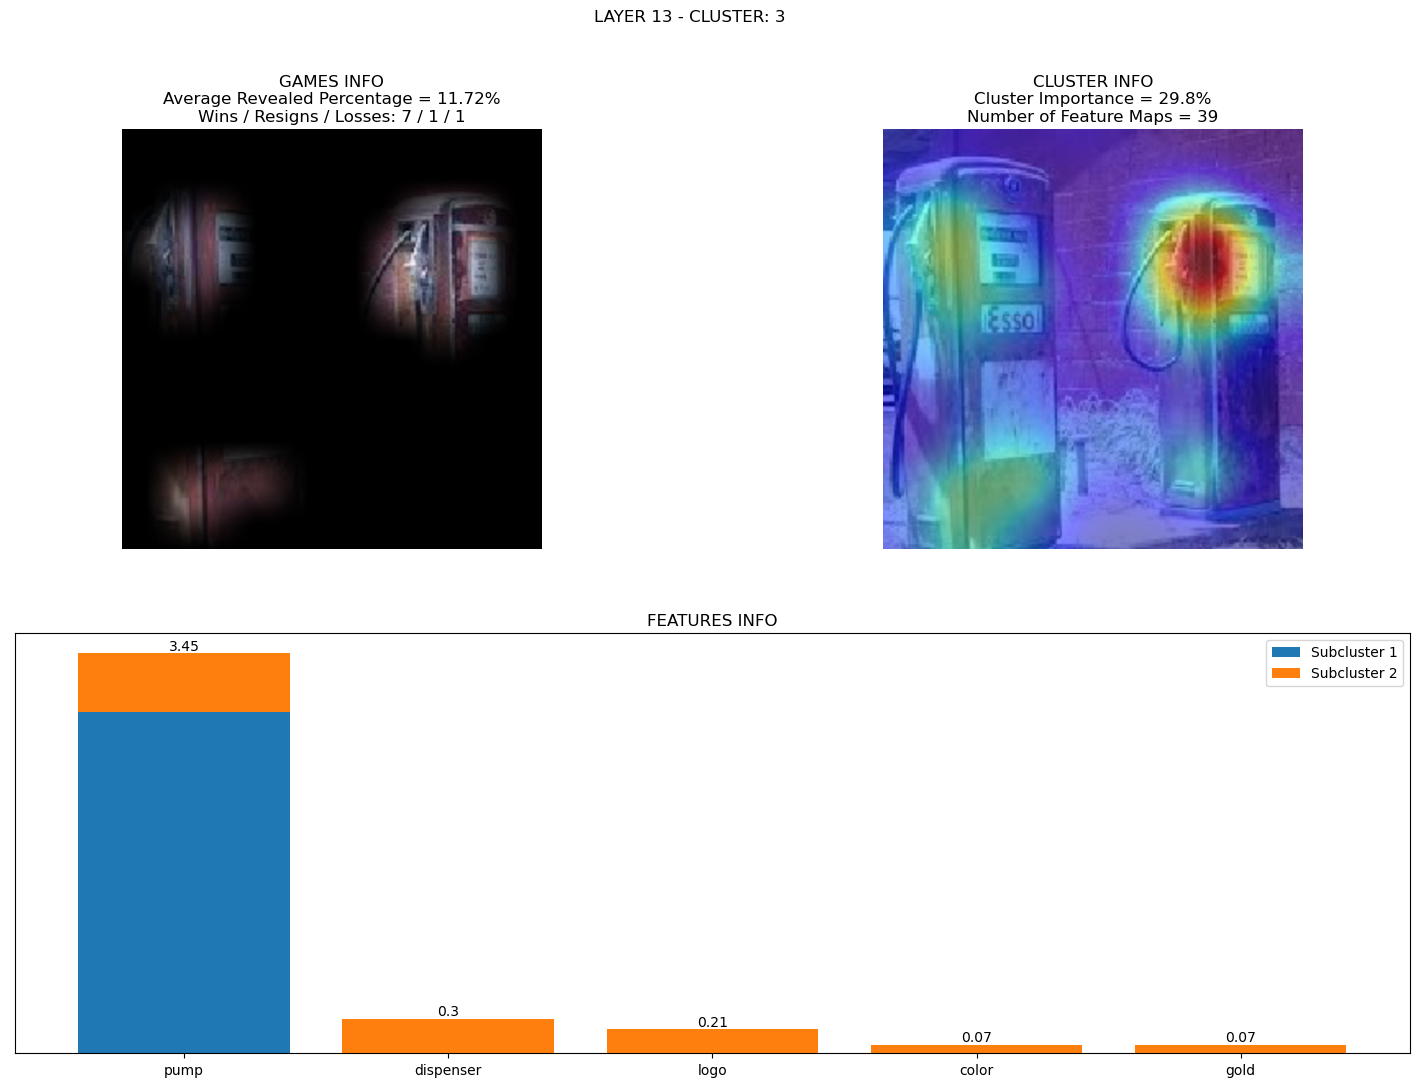 LAYER 13 - CLUSTER: 3
GAMES INFO
Average Revealed Percentage = 11.72%
Wins / Resigns / Losses: 7 / 1 / 1
CLUSTER INFO
Cluster Importance = 29.8%
Number of Feature Maps = 39
Esso
FEATURES INFO
3.45
0.3
0.21
0.07
0.07
Subcluster 1
Subcluster 2
pump
dispenser
logo
color
gold